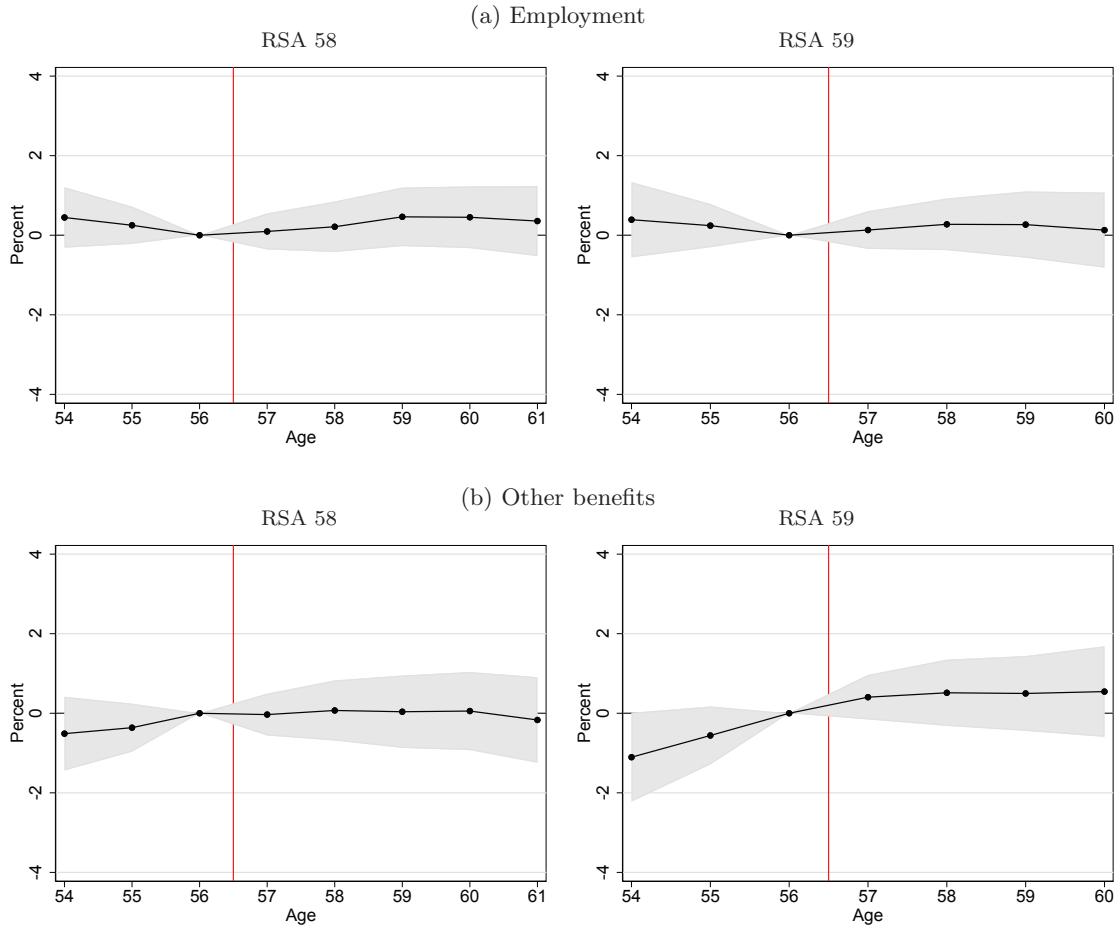 (a) Employment
RSA 58
RSA 59
Percent
4
2
0
-2
-4
54 55 56 57 58 59 60 61
Age
Percent
4
2
0
-2
-4
54 55 56 57 58 59 60
Age
(b) Other benefits
RSA 58
RSA 59
Percent
4
2
0
-2
-4
54 55 56 57 58 59 60 61
Age
Percent
4
2
0
-2
-4
54 55 56 57 58 59 60
Age